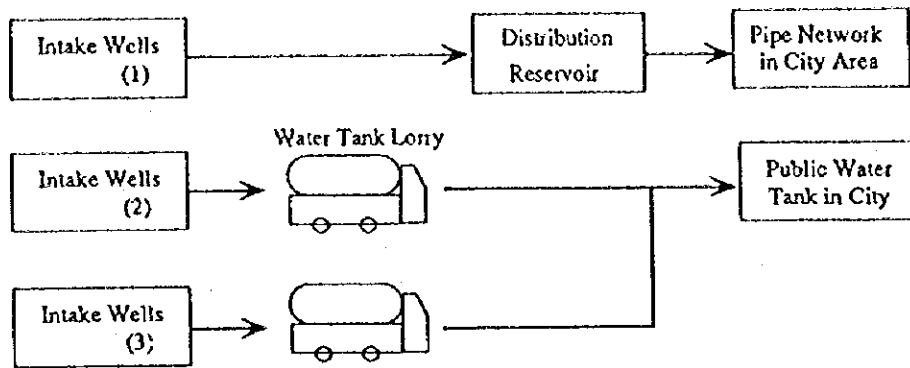 Intake Wells
(1)
Distribution
Reservoir
Pipe Network
in City Area
Water Tank Lorry
Intake Wells
(2)
Public Water
Tank in City
Intake Wells
(3)